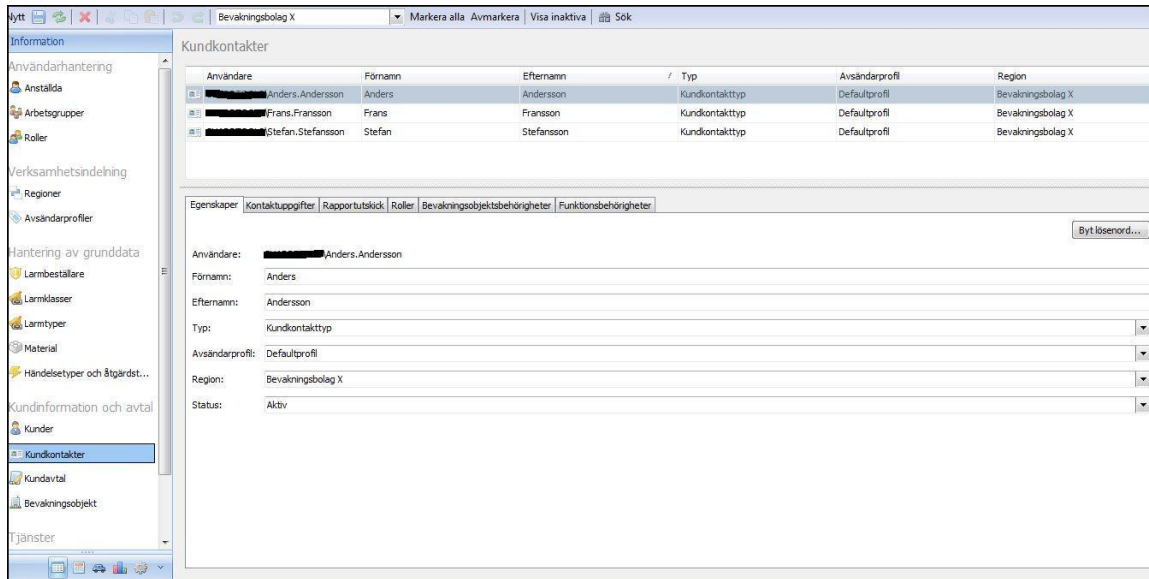 Nytt Bevakningsbolag X Markera alla Avmarkera Visa inaktiva Sök
Information
Användarhantering
Anställda
Arbetsgrupper
Roller
Verksamhetsindelning
Regioner
Avsändarprofiler
Hantering av grunddata
Larmbeställare
Larmklasser
Larmtyper
Material
Händelsetyper och åtgärdst...
Kundinformation och avtal
Kunder
Kundkontakter
Kundavtal
Bevakningsobjekt
Tjänster
Kundkontakter
Användare Förnamn Efternamn / Typ Avsändarprofil Region
\Anders.Andersson Anders Andersson Kundkontakttyp Defaultprofil Bevakningsbolag X
\Frans.Fransson Frans Fransson Kundkontakttyp Defaultprofil Bevakningsbolag X
\Stefan.Stefansson Stefan Stefansson Kundkontakttyp Defaultprofil Bevakningsbolag X
Egenskaper Kontaktuppgifter Rapportutskick Roller Bevakningsobjektsbehörigheter Funktionsbehörigheter
Byt lösenord...
Användare: \Anders.Andersson
Förnamn: Anders
Efternamn: Andersson
Typ: Kundkontakttyp
Avsändarprofil: Defaultprofil
Region: Bevakningsbolag X
Status: Aktiv